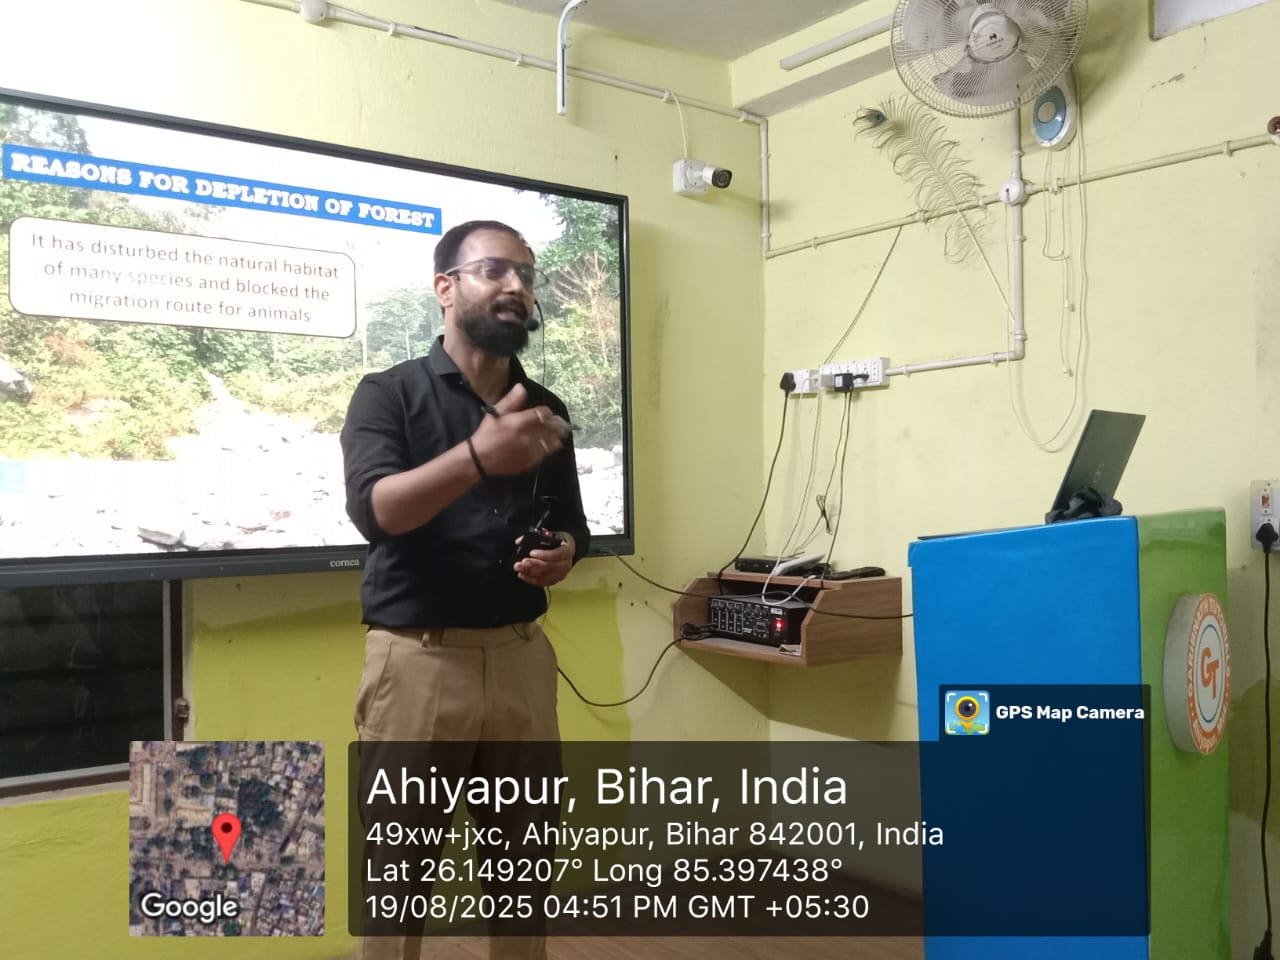 REASONS FOR DEPLETION OF FOREST
It has disturbed the natural habitat
of many species and blocked the
migration route for animals
cornea
GT
GPS Map Camera
Ahiyapur, Bihar, India
49xw+jxc, Ahiyapur, Bihar 842001, India
Lat 26.149207° Long 85.397438°
19/08/2025 04:51 PM GMT +05:30
Google